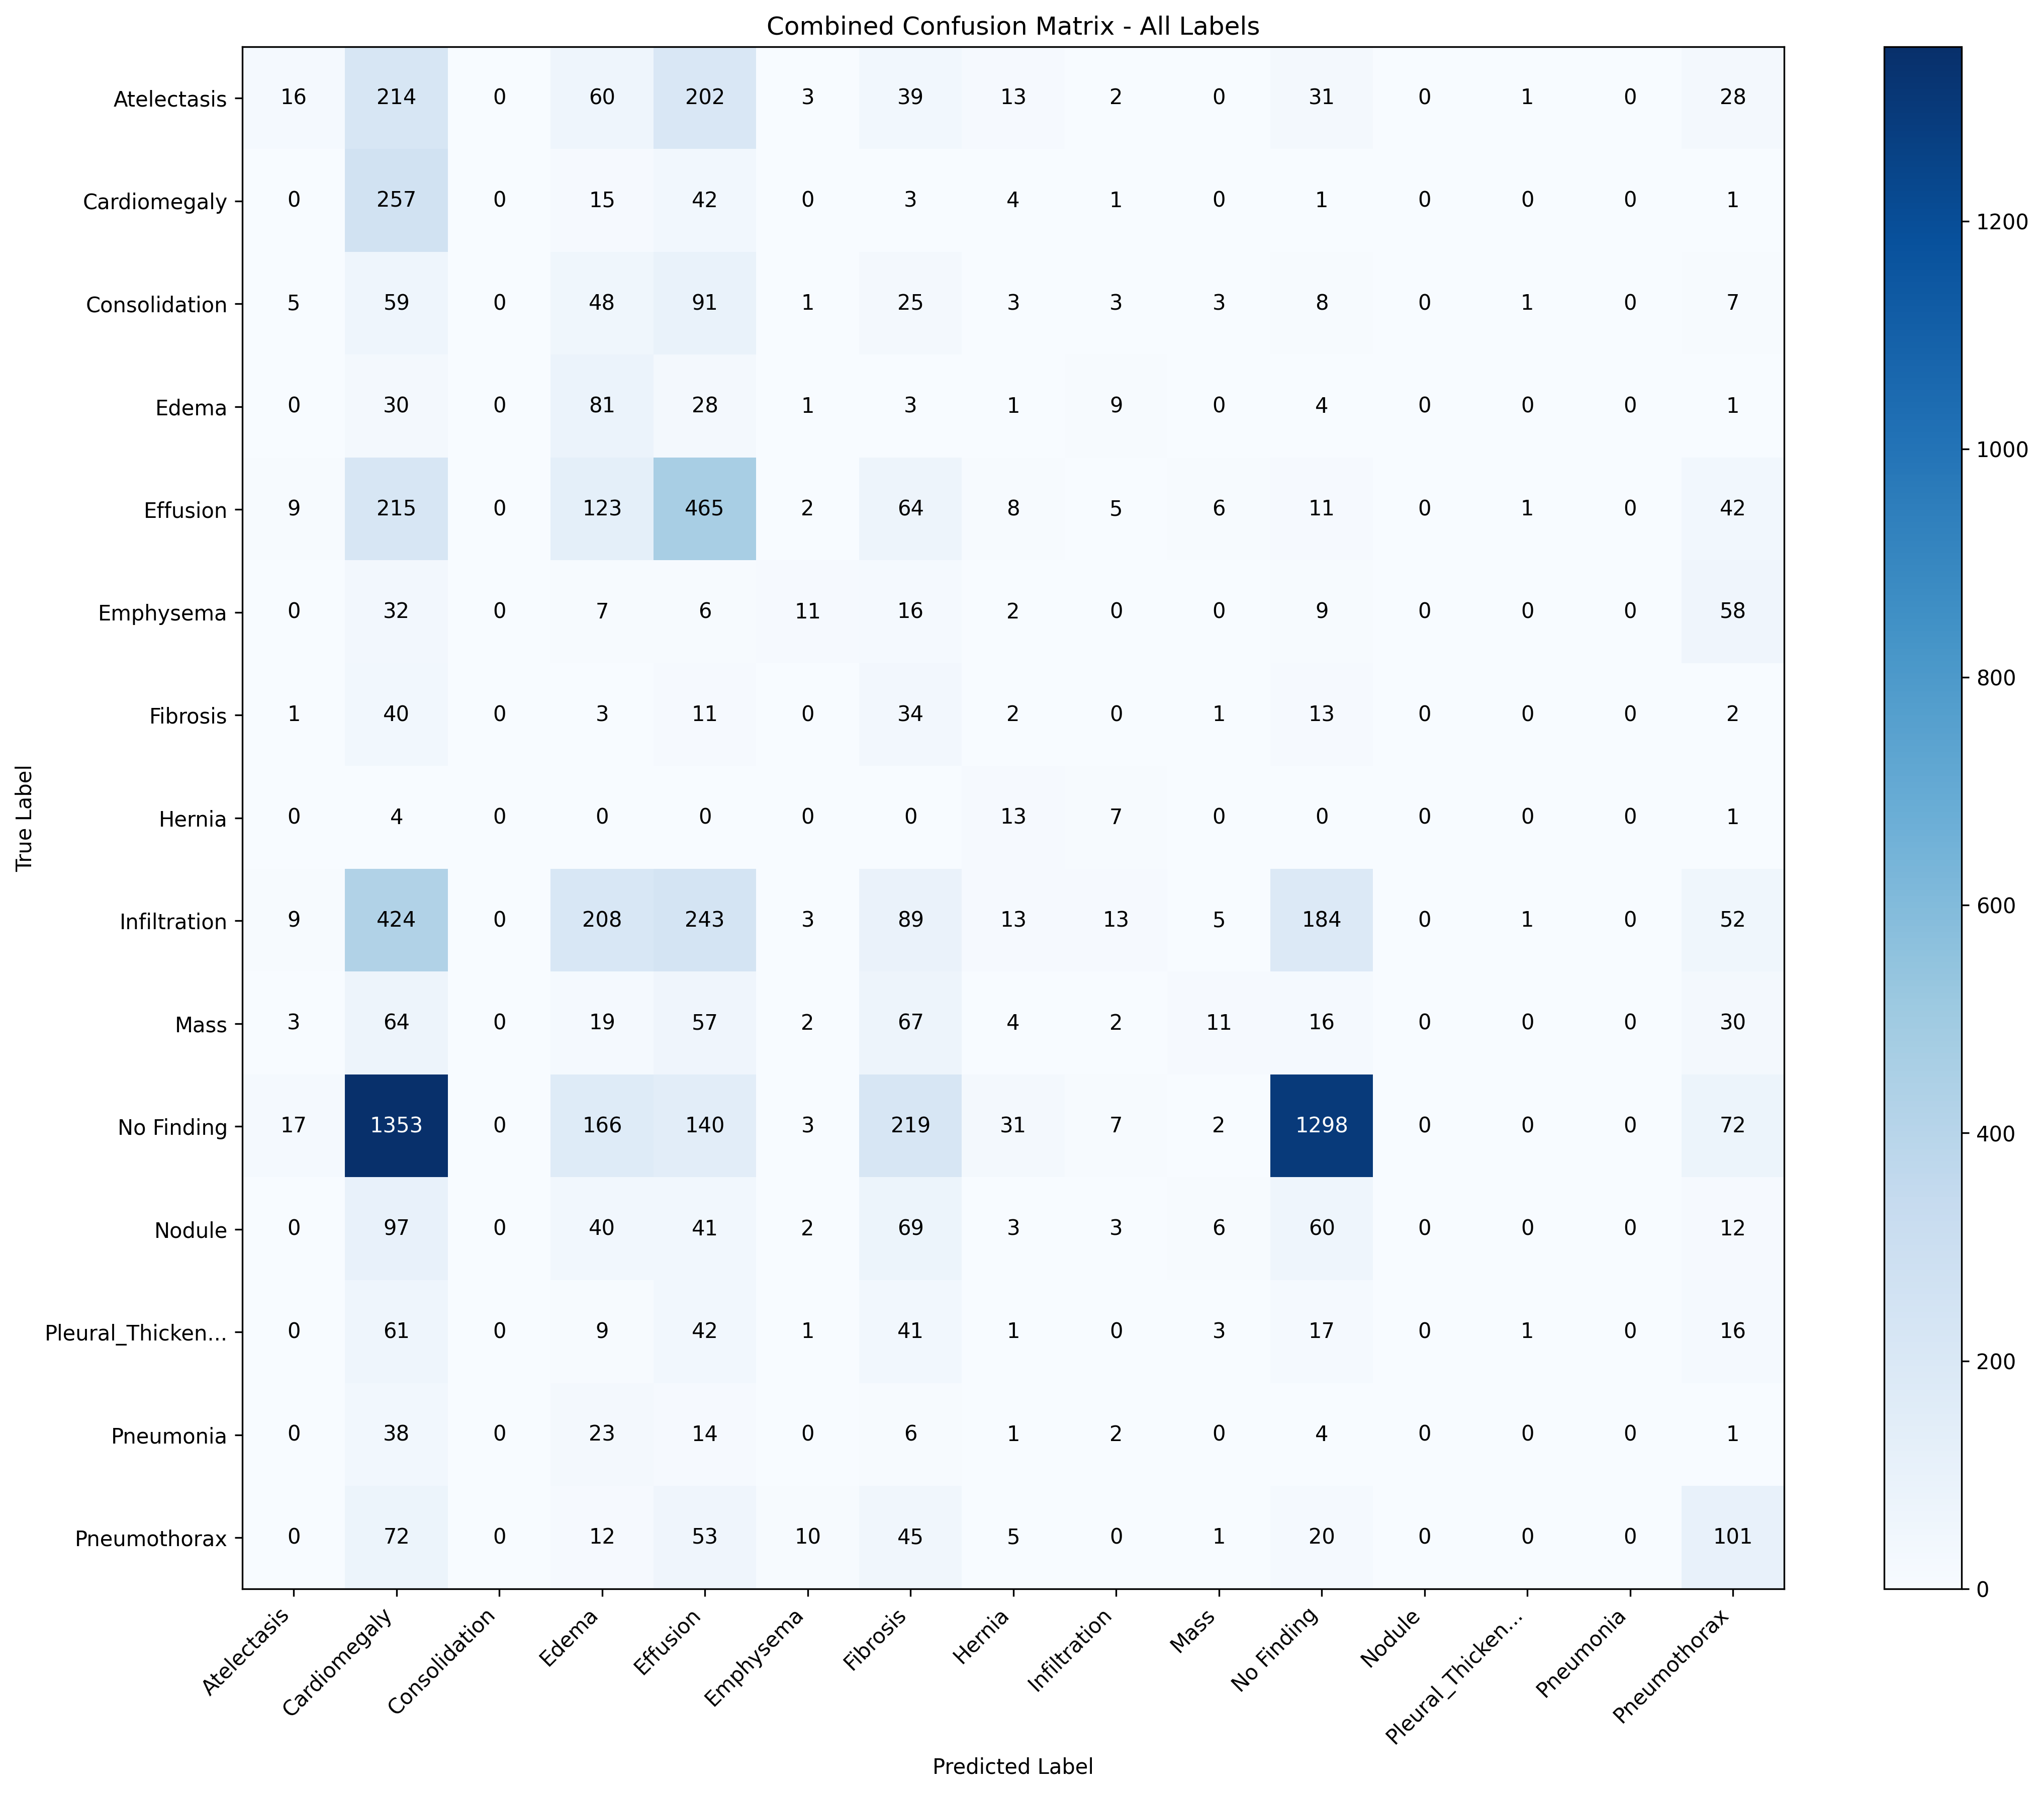 Combined Confusion Matrix - All Labels
Atelectasis 16 214 0 60 202 3 39 13 2 0 31 0 1 0 28
Cardiomegaly 0 257 0 15 42 0 3 4 1 0 1 0 0 0 1
Consolidation 5 59 0 48 91 1 25 3 3 3 8 0 1 0 7
Edema 0 30 0 81 28 1 3 1 9 0 4 0 0 0 1
Effusion 9 215 0 123 465 2 64 8 5 6 11 0 1 0 42
Emphysema 0 32 0 7 6 11 16 2 0 0 9 0 0 0 58
Fibrosis 1 40 0 3 11 0 34 2 0 1 13 0 0 0 2
Hernia 0 4 0 0 0 0 0 13 7 0 0 0 0 0 1
Infiltration 9 424 0 208 243 3 89 13 13 5 184 0 1 0 52
Mass 3 64 0 19 57 2 67 4 2 11 16 0 0 0 30
No Finding 17 1353 0 166 140 3 219 31 7 2 1298 0 0 0 72
Nodule 0 97 0 40 41 2 69 3 3 6 60 0 0 0 12
Pleural_Thicken... 0 61 0 9 42 1 41 1 0 3 17 0 1 0 16
Pneumonia 0 38 0 23 14 0 6 1 2 0 4 0 0 0 1
Pneumothorax 0 72 0 12 53 10 45 5 0 1 20 0 0 0 101
True Label
Atelectasis Cardiomegaly Consolidation Edema Effusion Emphysema Fibrosis Hernia Infiltration Mass No Finding Nodule Pleural_Thicken... Pneumonia Pneumothorax
Predicted Label
1200
1000
800
600
400
200
0